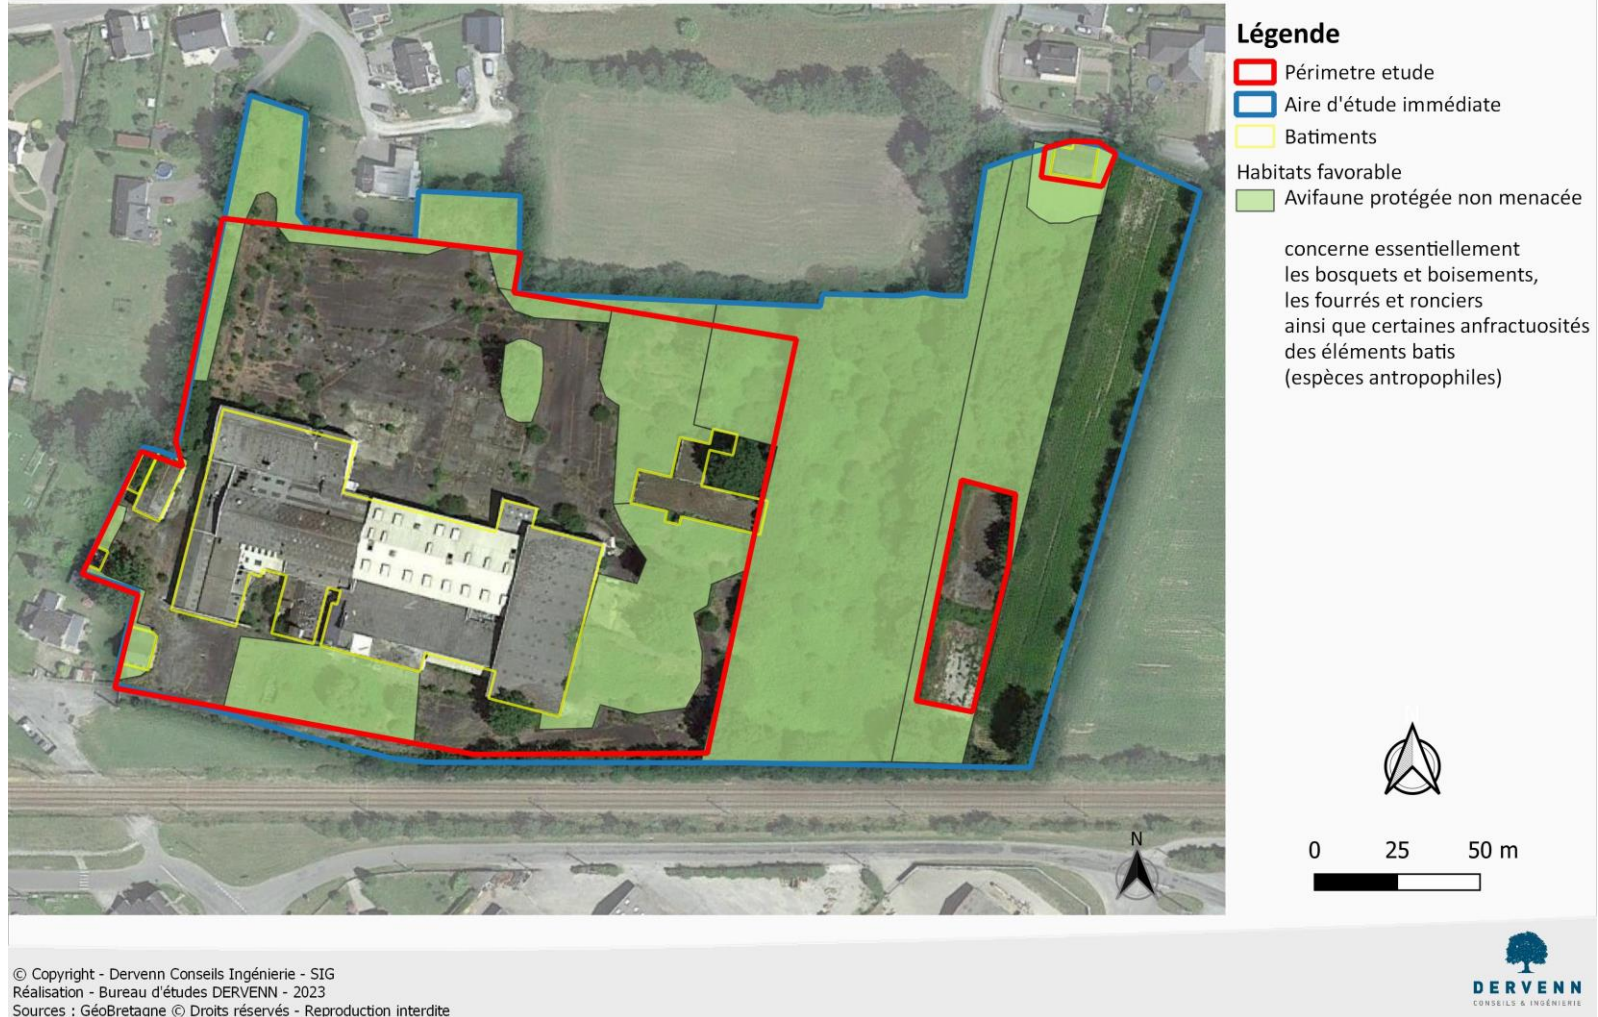 Légende
Périmetre etude
Aire d'étude immédiate
Batiments
Habitats favorable
Avifaune protégée non menacée
concerne essentiellement
les bosquets et boisements,
les fourrés et ronciers
ainsi que certaines anfractuosités
des éléments batis
(espèces antropophiles)
N
0 25 50 m
© Copyright - Dervenn Conseils Ingénierie - SIG
Réalisation - Bureau d'études DERVENN - 2023
Sources : GéoBretagne © Droits réservés - Reproduction interdite
DERVENN
CONSEILS & INGÉNIERIE